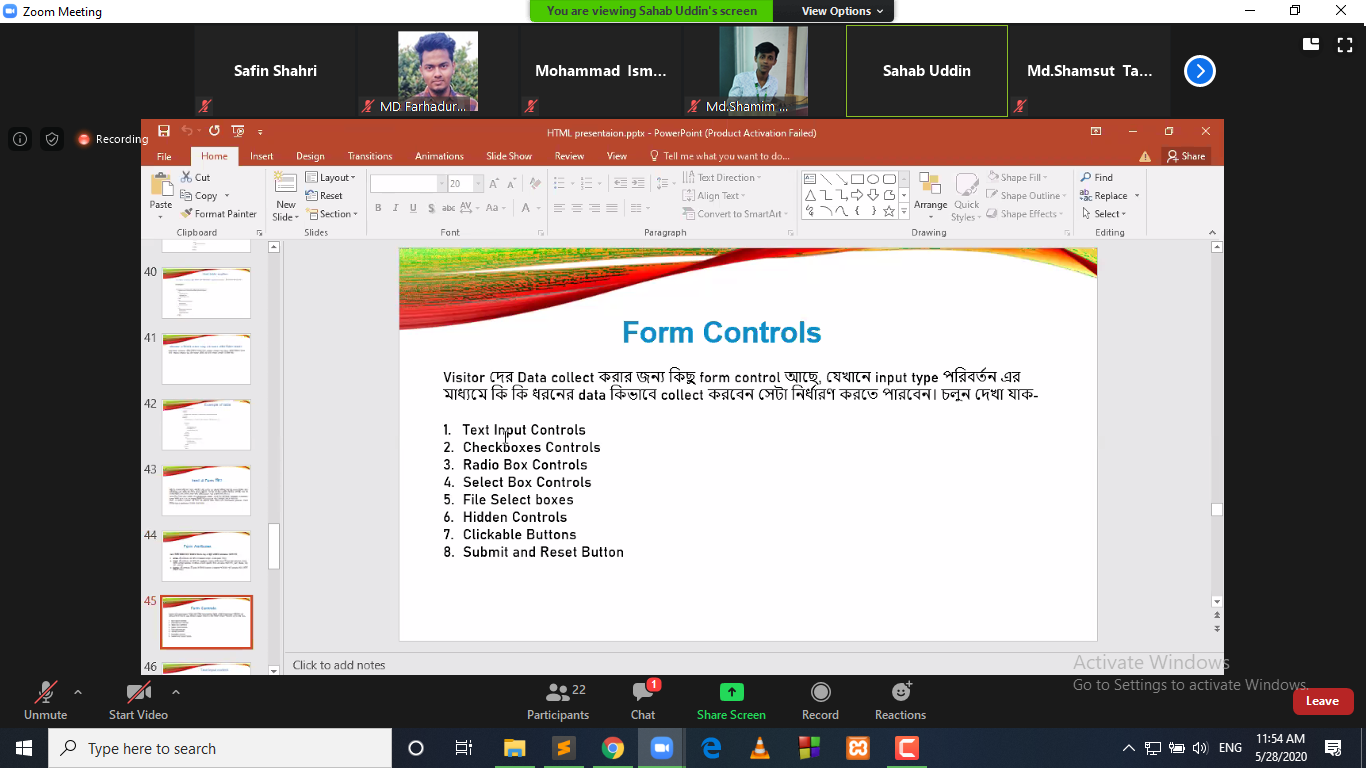 Zoom Meeting
You are viewing Sahab Uddin's screen
View Options
Safin Shahri
MD. Farhadur...
Mohammad Ism...
Md.Shamim ...
Sahab Uddin
Md.Shamsut Ta...
Recording
HTML presentaion.pptx - PowerPoint (Product Activation Failed)
File Home Insert Design Transitions Animations Slide Show Review View Tell me what you want to do... Share
Paste
Cut
Copy
Format Painter
Clipboard
New Slide
Layout
Reset
Section
Slides
20
B I U S abc AV Aa A
Font
Text Direction
Align Text
Convert to SmartArt
Paragraph
Arrange
Quick Styles
Shape Fill
Shape Outline
Shape Effects
Drawing
Find
Replace
Select
Editing
40
41
42
43
44
45
46
Form Controls
Visitor দের Data collect করার জন্য কিছু form control আছে, যেখানে input type পরিবর্তন এর
মাধ্যমে কি কি ধরনের data কিভাবে collect করবেন সেটা নির্ধারণ করতে পারবেন। চলুন দেখা যাক-
1. Text Input Controls
2. Checkboxes Controls
3. Radio Box Controls
4. Select Box Controls
5. File Select boxes
6. Hidden Controls
7. Clickable Buttons
8. Submit and Reset Button
Click to add notes
Activate Windows
Go to Settings to activate Windows.
Unmute
Start Video
22
Participants
1
Chat
Share Screen
Record
Reactions
Leave
Type here to search
ENG
11:54 AM
5/28/2020